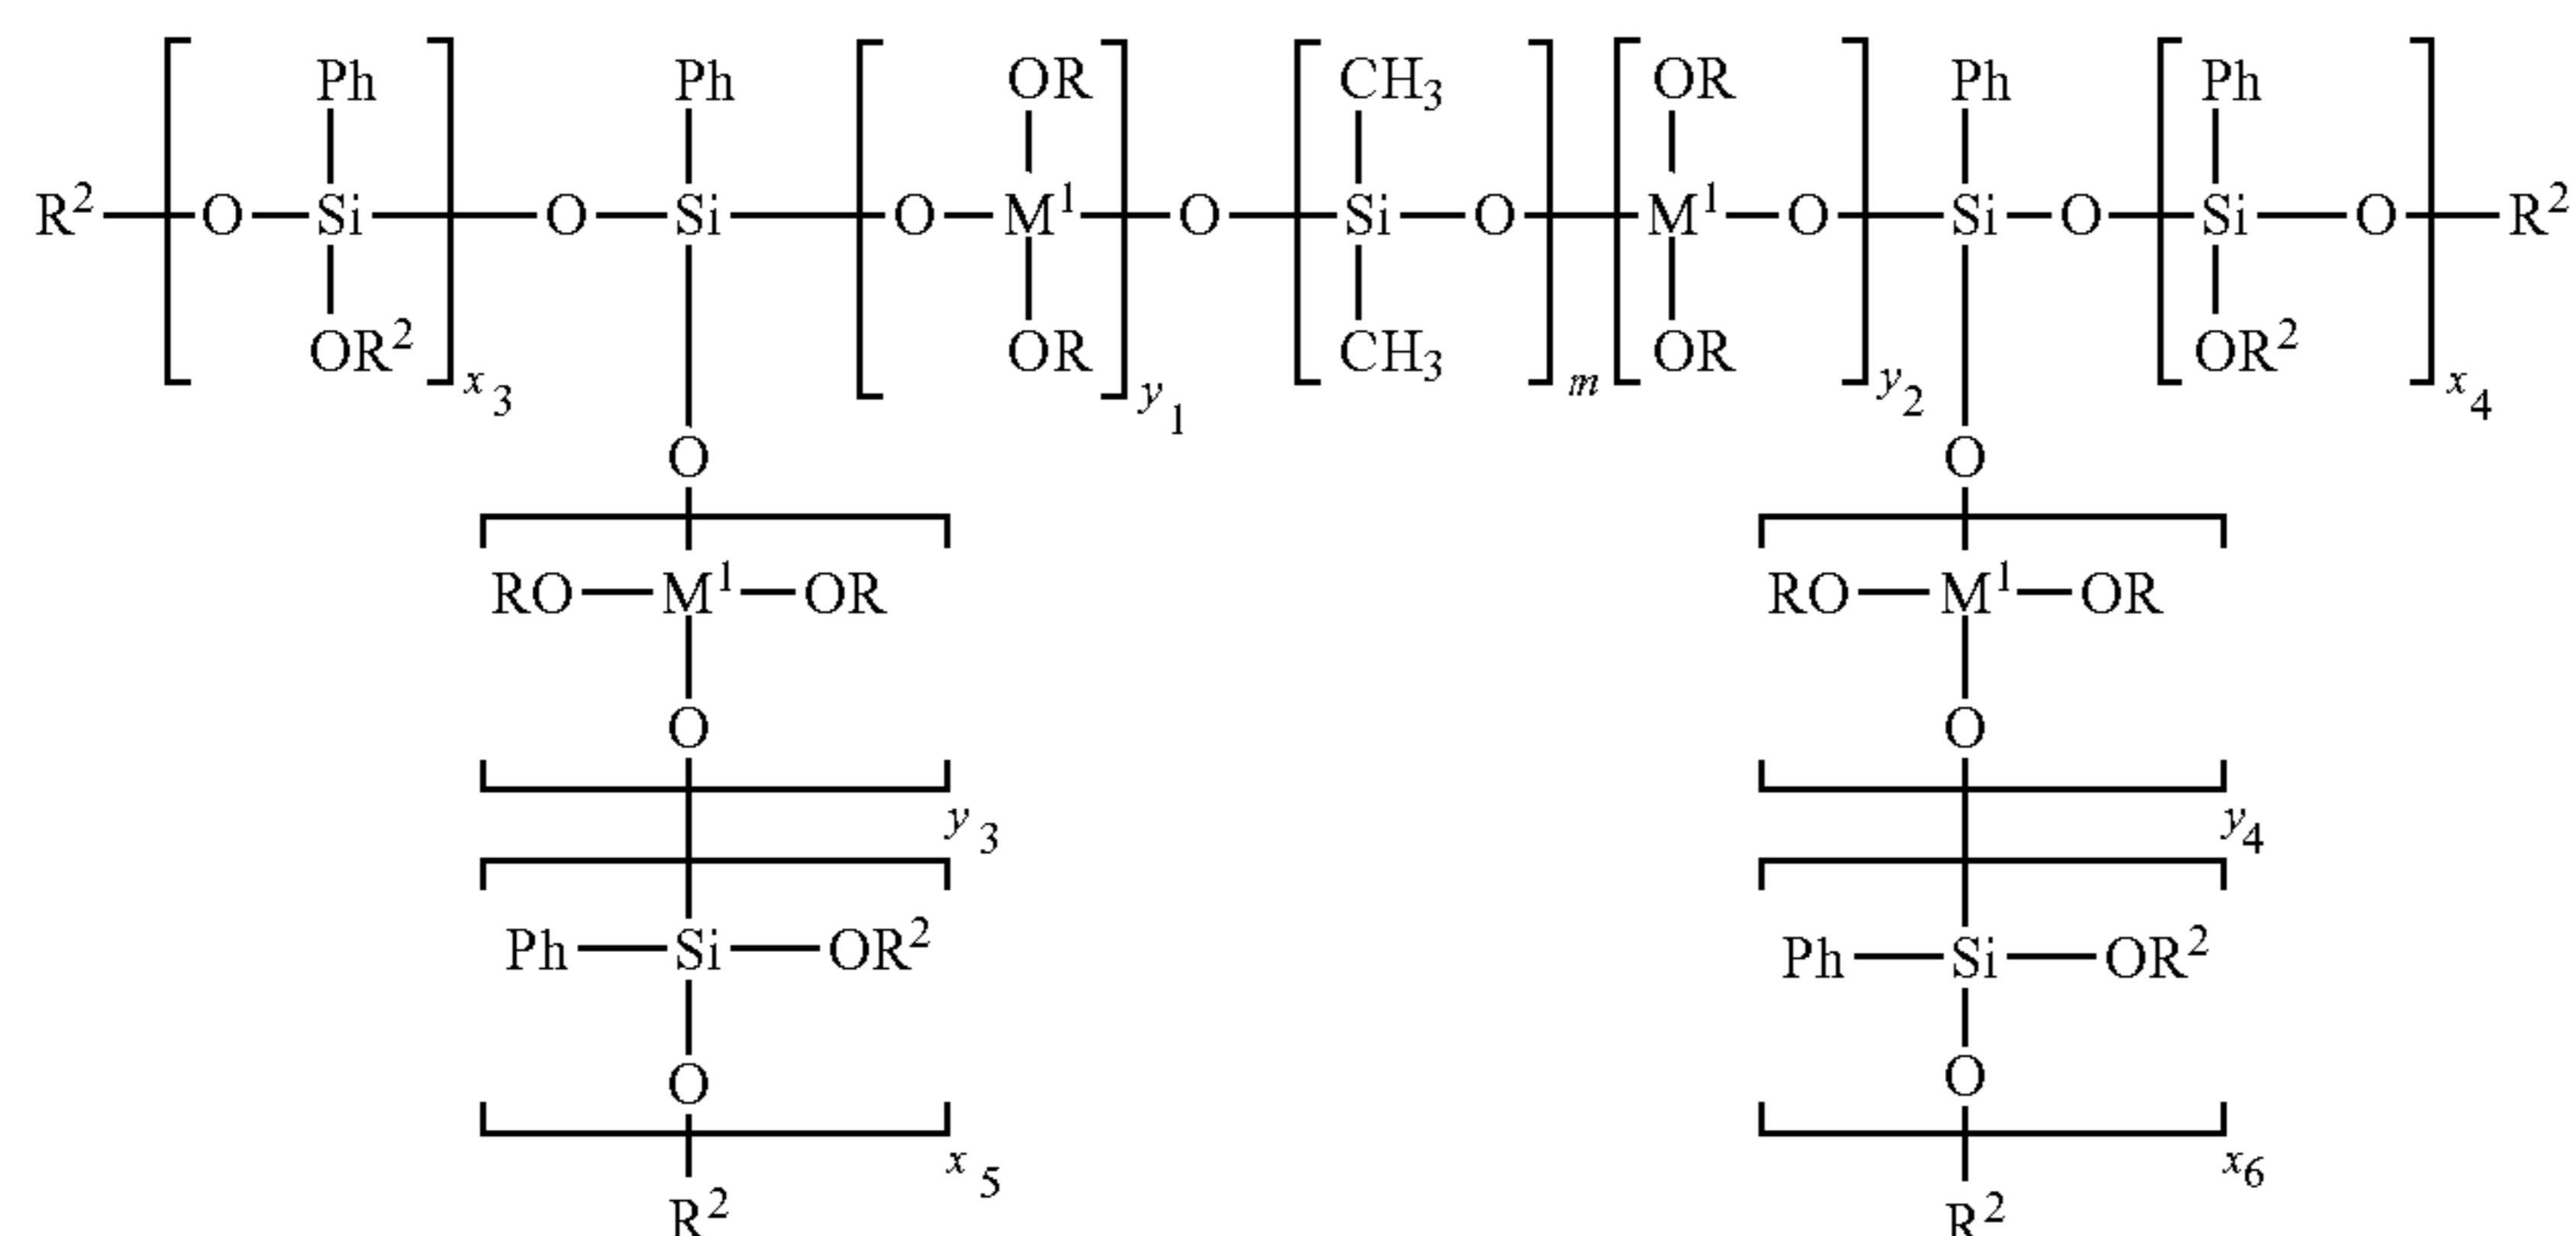 Ph Ph OR CH3 OR Ph Ph
R2 O Si O Si O M1 O Si O M1 O Si O Si O R2
OR2 x3 OR y1 CH3 m OR y2 OR2 x4
O O
RO M1 OR RO M1 OR
O O
y3 y4
Ph Si OR2 Ph Si OR2
O O
x5 x6
R2 R2